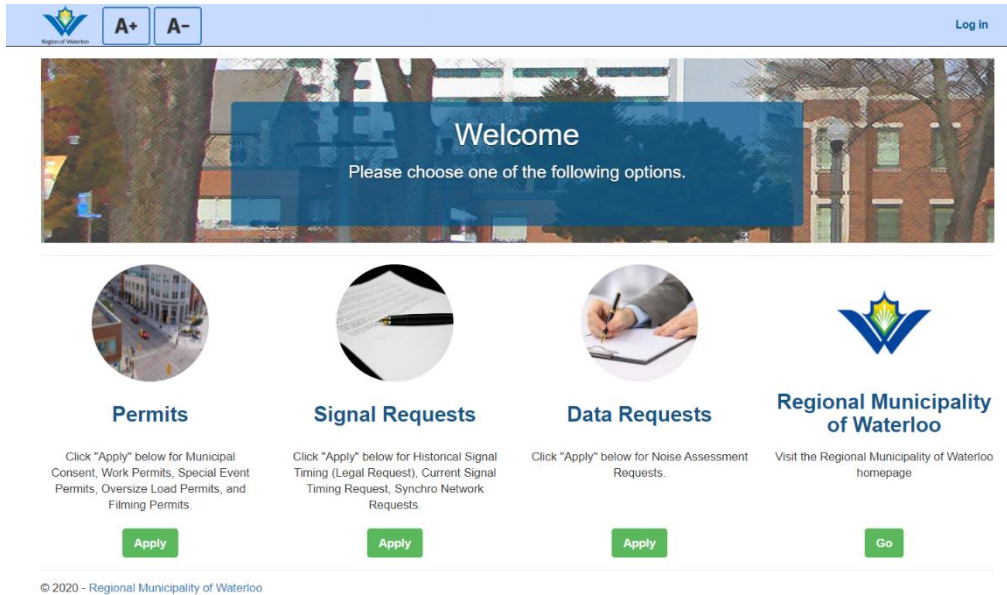 Region of Waterloo
A+
A-
Log in
Welcome
Please choose one of the following options.
Permits
Click "Apply" below for Municipal
Consent, Work Permits, Special Event
Permits, Oversize Load Permits, and
Filming Permits.
Apply
Signal Requests
Click "Apply" below for Historical Signal
Timing (Legal Request), Current Signal
Timing Request, Synchro Network
Requests.
Apply
Data Requests
Click "Apply" below for Noise Assessment
Requests.
Apply
Regional Municipality
of Waterloo
Visit the Regional Municipality of Waterloo
homepage
Go
© 2020 - Regional Municipality of Waterloo